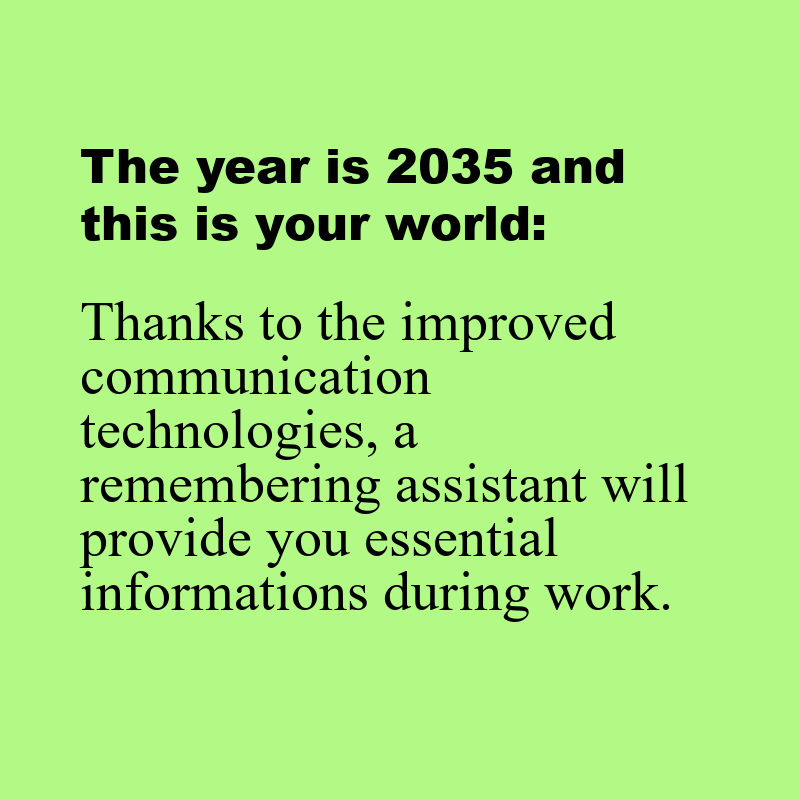 The year is 2035 and
this is your world:
Thanks to the improved
communication
technologies, a
remembering assistant will
provide you essential
informations during work.